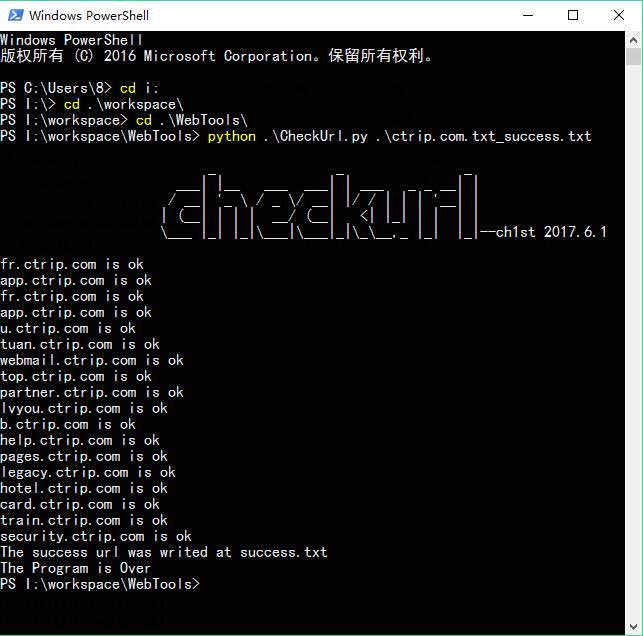 Windows PowerShell
Windows PowerShell
版权所有 (C) 2016 Microsoft Corporation。保留所有权利。
PS C:\Users\8> cd i:
PS I:\> cd .\workspace\
PS I:\workspace> cd .\WebTools\
PS I:\workspace\WebTools> python .\CheckUrl.py .\ctrip.com.txt_success.txt
checkurl
--ch1st 2017.6.1
fr.ctrip.com is ok
app.ctrip.com is ok
fr.ctrip.com is ok
app.ctrip.com is ok
u.ctrip.com is ok
tuan.ctrip.com is ok
webmail.ctrip.com is ok
top.ctrip.com is ok
partner.ctrip.com is ok
lvyou.ctrip.com is ok
b.ctrip.com is ok
help.ctrip.com is ok
pages.ctrip.com is ok
legacy.ctrip.com is ok
hotel.ctrip.com is ok
card.ctrip.com is ok
train.ctrip.com is ok
security.ctrip.com is ok
The success url was writed at success.txt
The Program is Over
PS I:\workspace\WebTools>